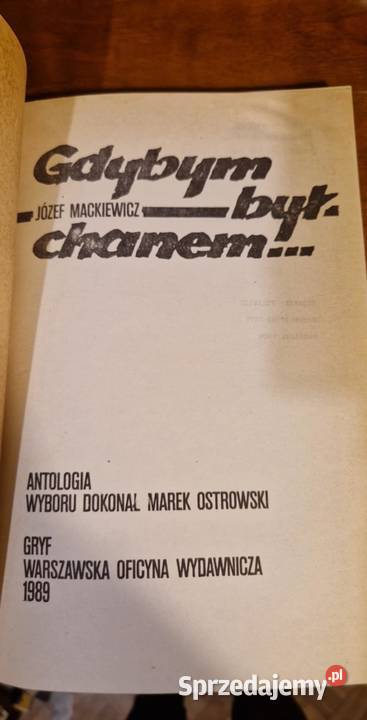 Gdybym
JÓZEF MACKIEWICZ był.
chanem...
ANTOLOGIA
WYBORU DOKONAŁ MAREK OSTROWSKI
GRYF
WARSZAWSKA OFICYNA WYDAWNICZA
1989
Sprzedajemy.pl